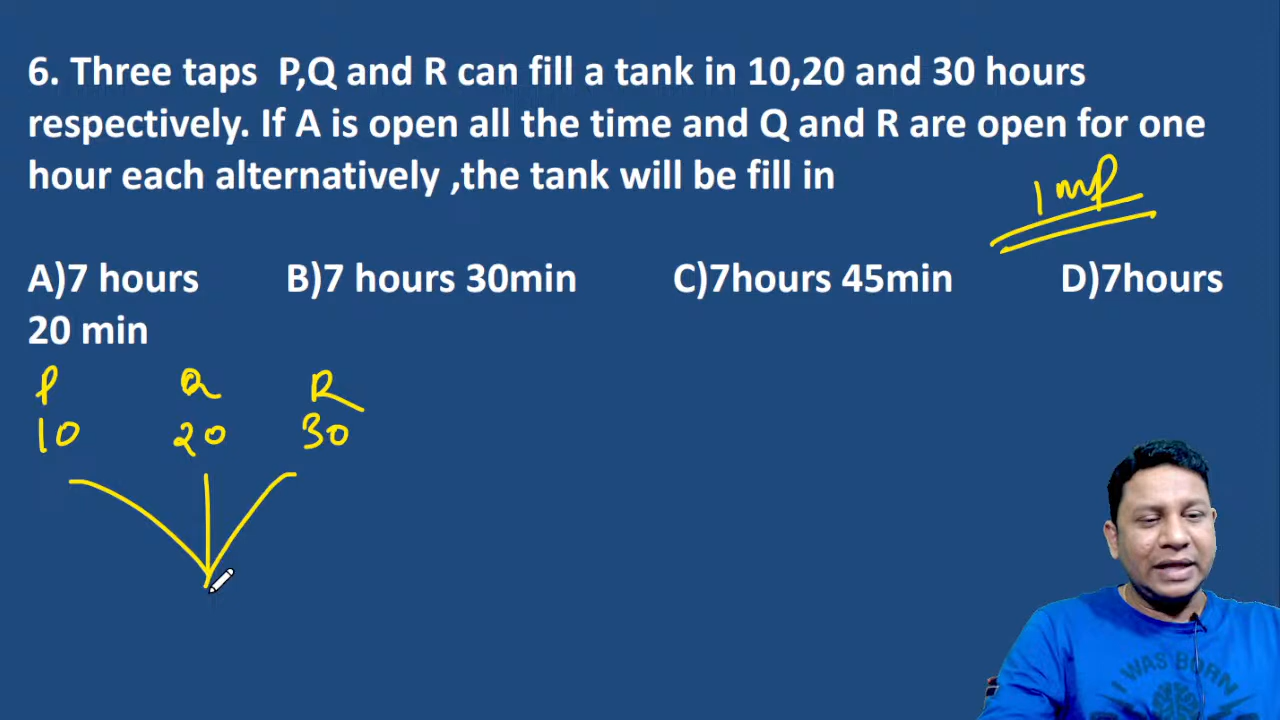 6. Three taps P,Q and R can fill a tank in 10,20 and 30 hours
respectively. If A is open all the time and Q and R are open for one
hour each alternatively ,the tank will be fill in
Imp
A)7 hours B)7 hours 30min C)7hours 45min D)7hours
20 min
P Q R
10 20 30
I WAS BORN